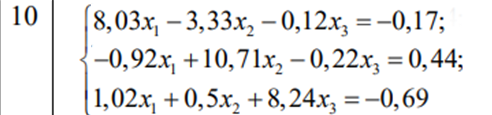 10
8,03x₁ − 3,33x₂ − 0,12x₃ = −0,17;
−0,92x₁ + 10,71x₂ − 0,22x₃ = 0,44;
1,02x₁ + 0,5x₂ + 8,24x₃ = −0,69